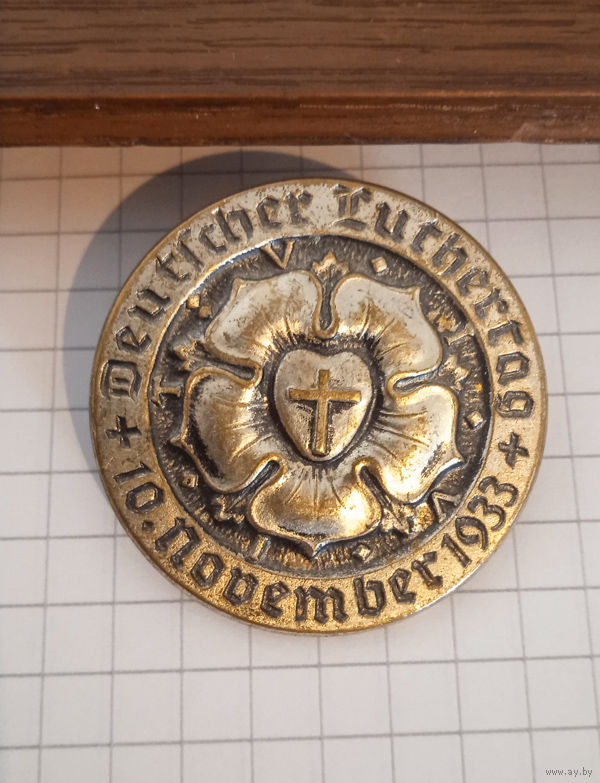 Deutſcher Luthertag
10. November 1933
V I V I T
www.ay.by